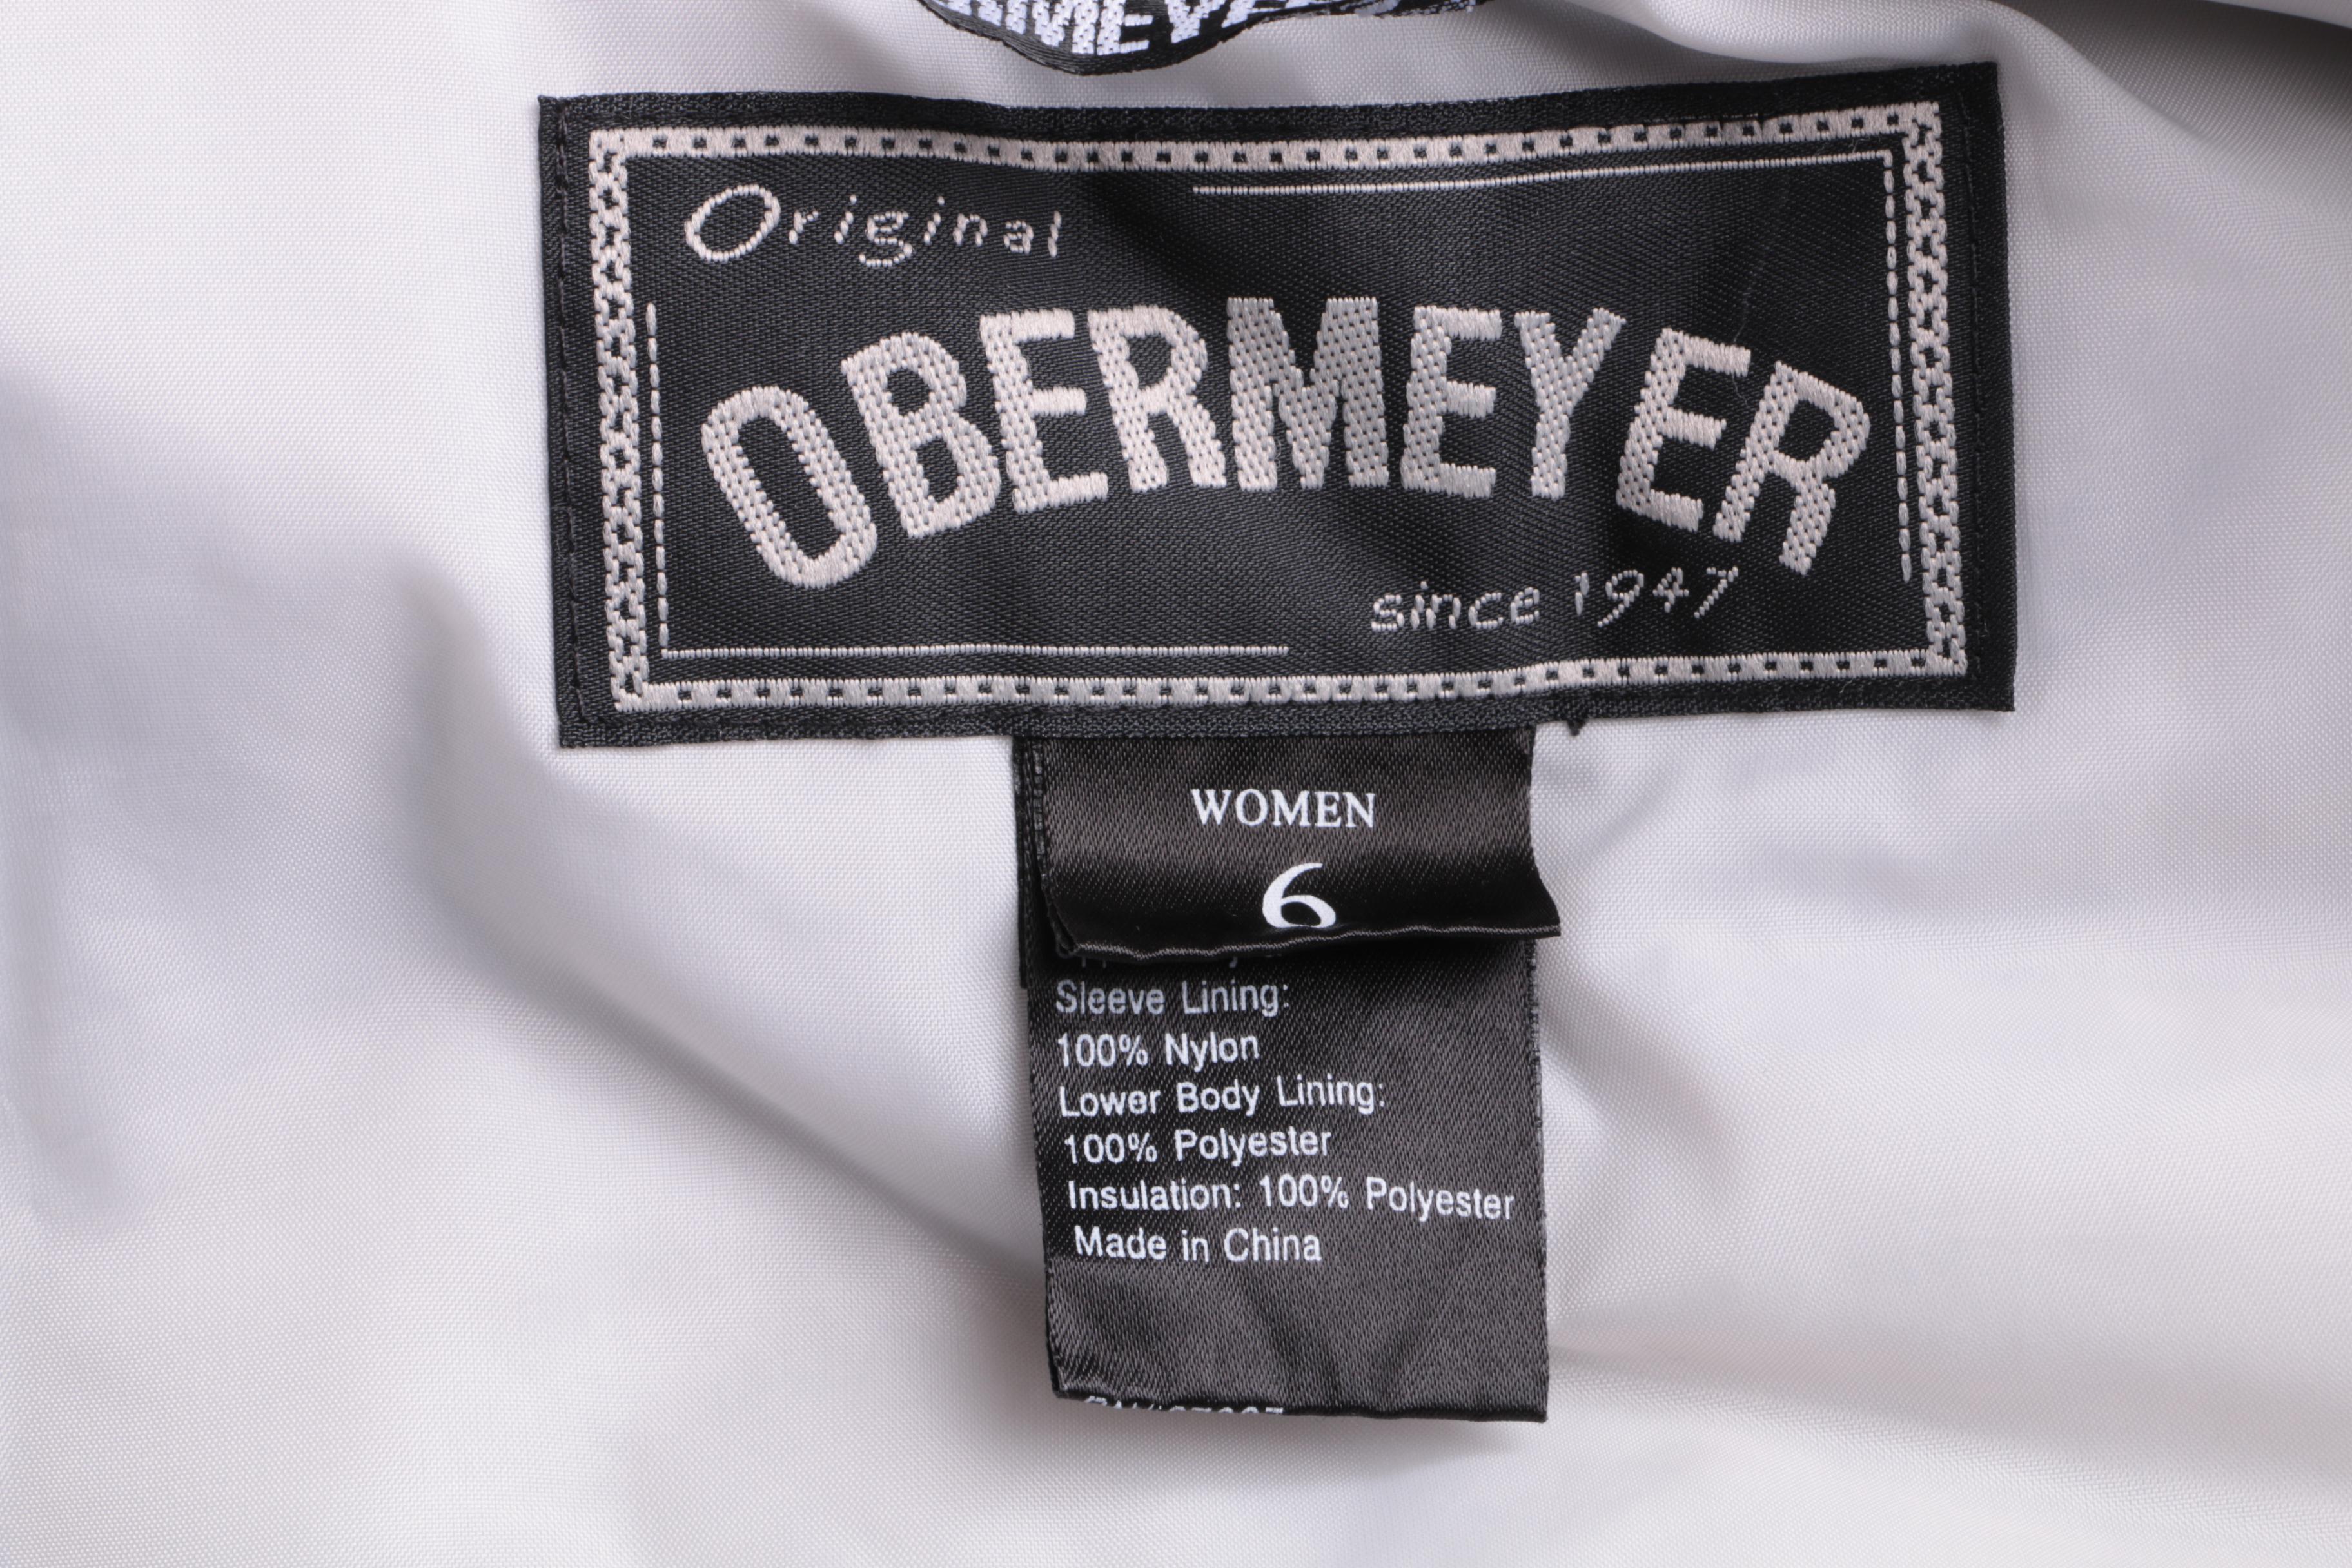 Original
OBERMEYER
since 1947
WOMEN
6
Sleeve Lining:
100% Nylon
Lower Body Lining:
100% Polyester
Insulation: 100% Polyester
Made in China